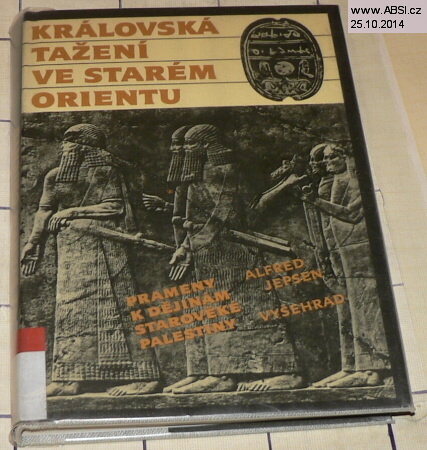 www.ABSI.cz
25.10.2014
KRÁLOVSKÁ
TAŽENÍ
VE STARÉM
ORIENTU
PRAMENY
K DĚJINÁM
STAROVĚKÉ
PALESTINY
ALFRED
JEPSEN
VYŠEHRAD